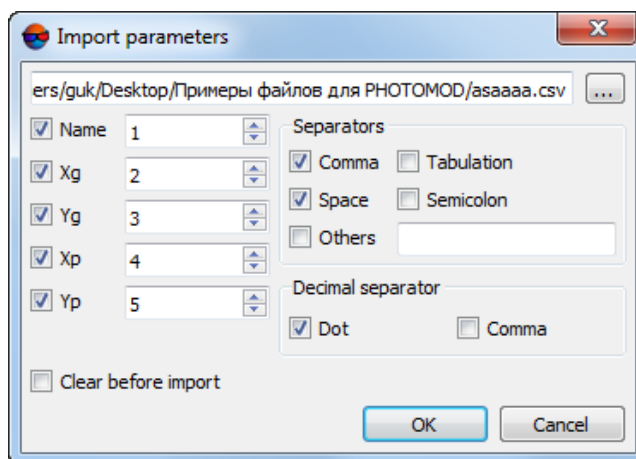 Import parameters
ers/guk/Desktop/Примеры файлов для PHOTOMOD/asaaaa.csv ...
Name 1
Xg 2
Yg 3
Xp 4
Yp 5
Separators
Comma Tabulation
Space Semicolon
Others
Decimal separator
Dot Comma
Clear before import
OK Cancel